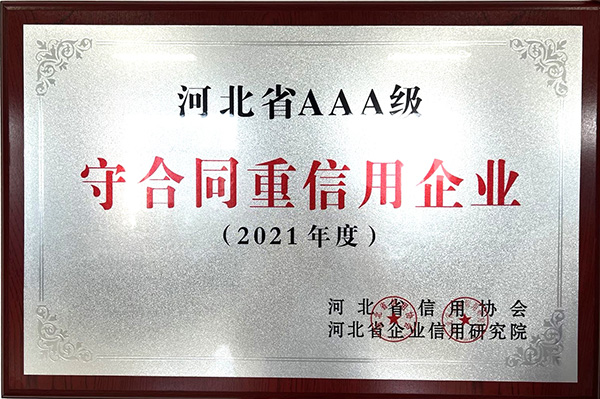 河北省AAA级
守合同重信用企业
（2021年度）
河北省信用协会
河北省企业信用研究院